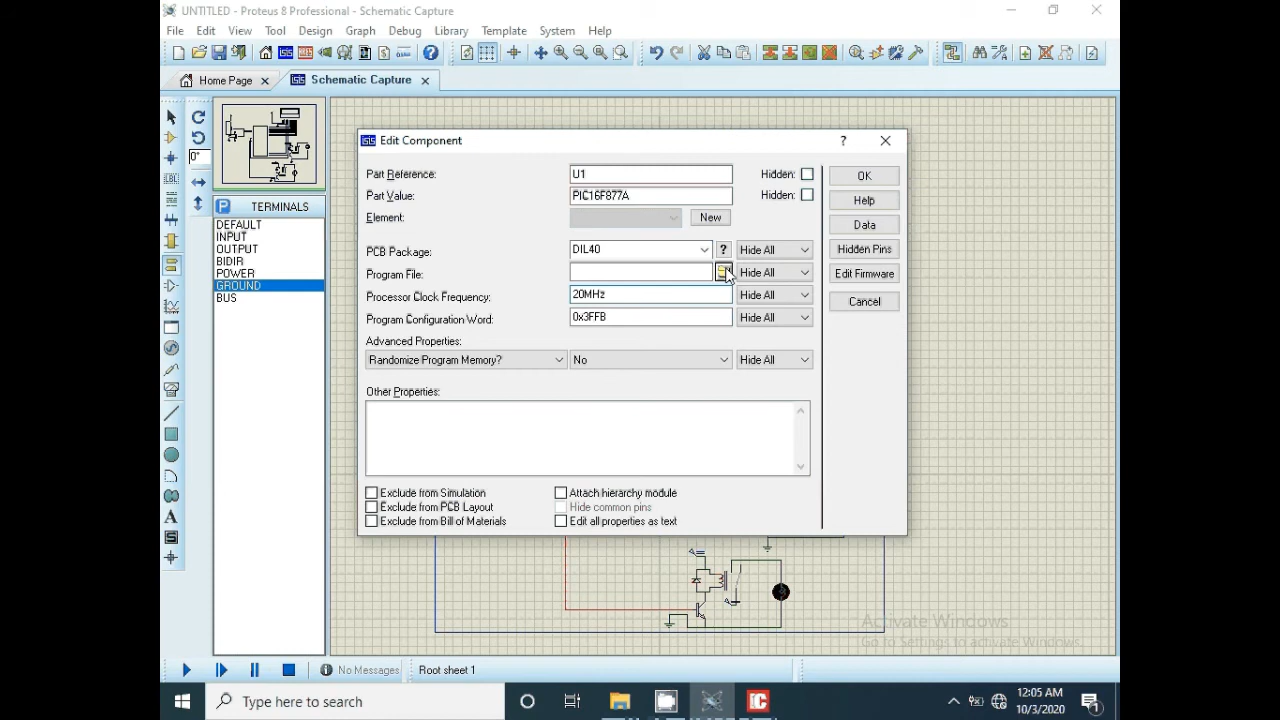 UNTITLED - Proteus 8 Professional - Schematic Capture
File Edit View Tool Design Graph Debug Library Template System Help
Home Page Schematic Capture
Edit Component
Part Reference: U1 Hidden:
Part Value: PIC16F877A Hidden:
Element: New
PCB Package: DIL40 ? Hide All
Program File: Hide All
Processor Clock Frequency: 20MHz Hide All
Program Configuration Word: 0x3FFB Hide All
Advanced Properties:
Randomize Program Memory? No Hide All
Other Properties:
Exclude from Simulation
Exclude from PCB Layout
Exclude from Bill of Materials
Attach hierarchy module
Hide common pins
Edit all properties as text
OK
Help
Data
Hidden Pins
Edit Firmware
Cancel
0°
P TERMINALS
DEFAULT
INPUT
OUTPUT
BIDIR
POWER
GROUND
BUS
Activate Windows
Go to Settings to activate Windows.
No Messages Root sheet 1
Type here to search
12:05 AM
10/3/2020